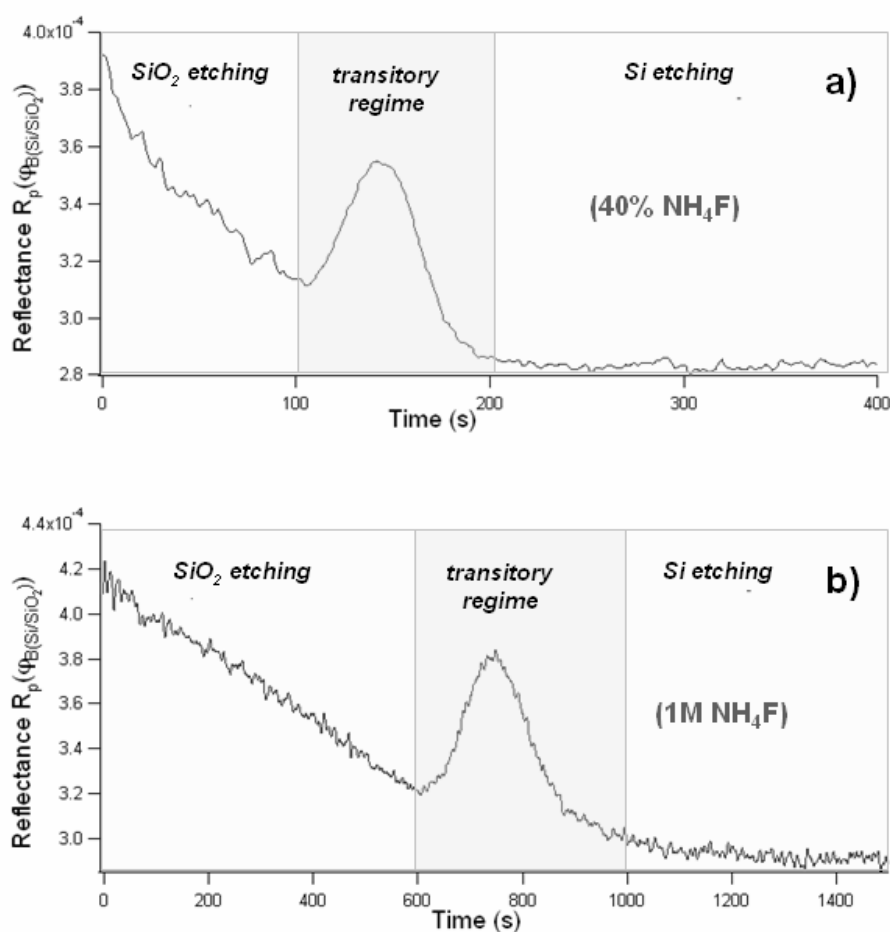 4.0x10⁻⁴
SiO₂ etching
transitory
regime
Si etching
a)
3.8
3.6
3.4
3.2
3.0
2.8
(40% NH₄F)
Reflectance Rₚ(φ_B(Si/SiO₂))
0
100
200
300
400
Time (s)
4.4x10⁻⁴
SiO₂ etching
transitory
regime
Si etching
b)
4.2
4.0
3.8
3.6
3.4
3.2
3.0
(1M NH₄F)
Reflectance Rₚ(φ_B(Si/SiO₂))
0
200
400
600
800
1000
1200
1400
Time (s)